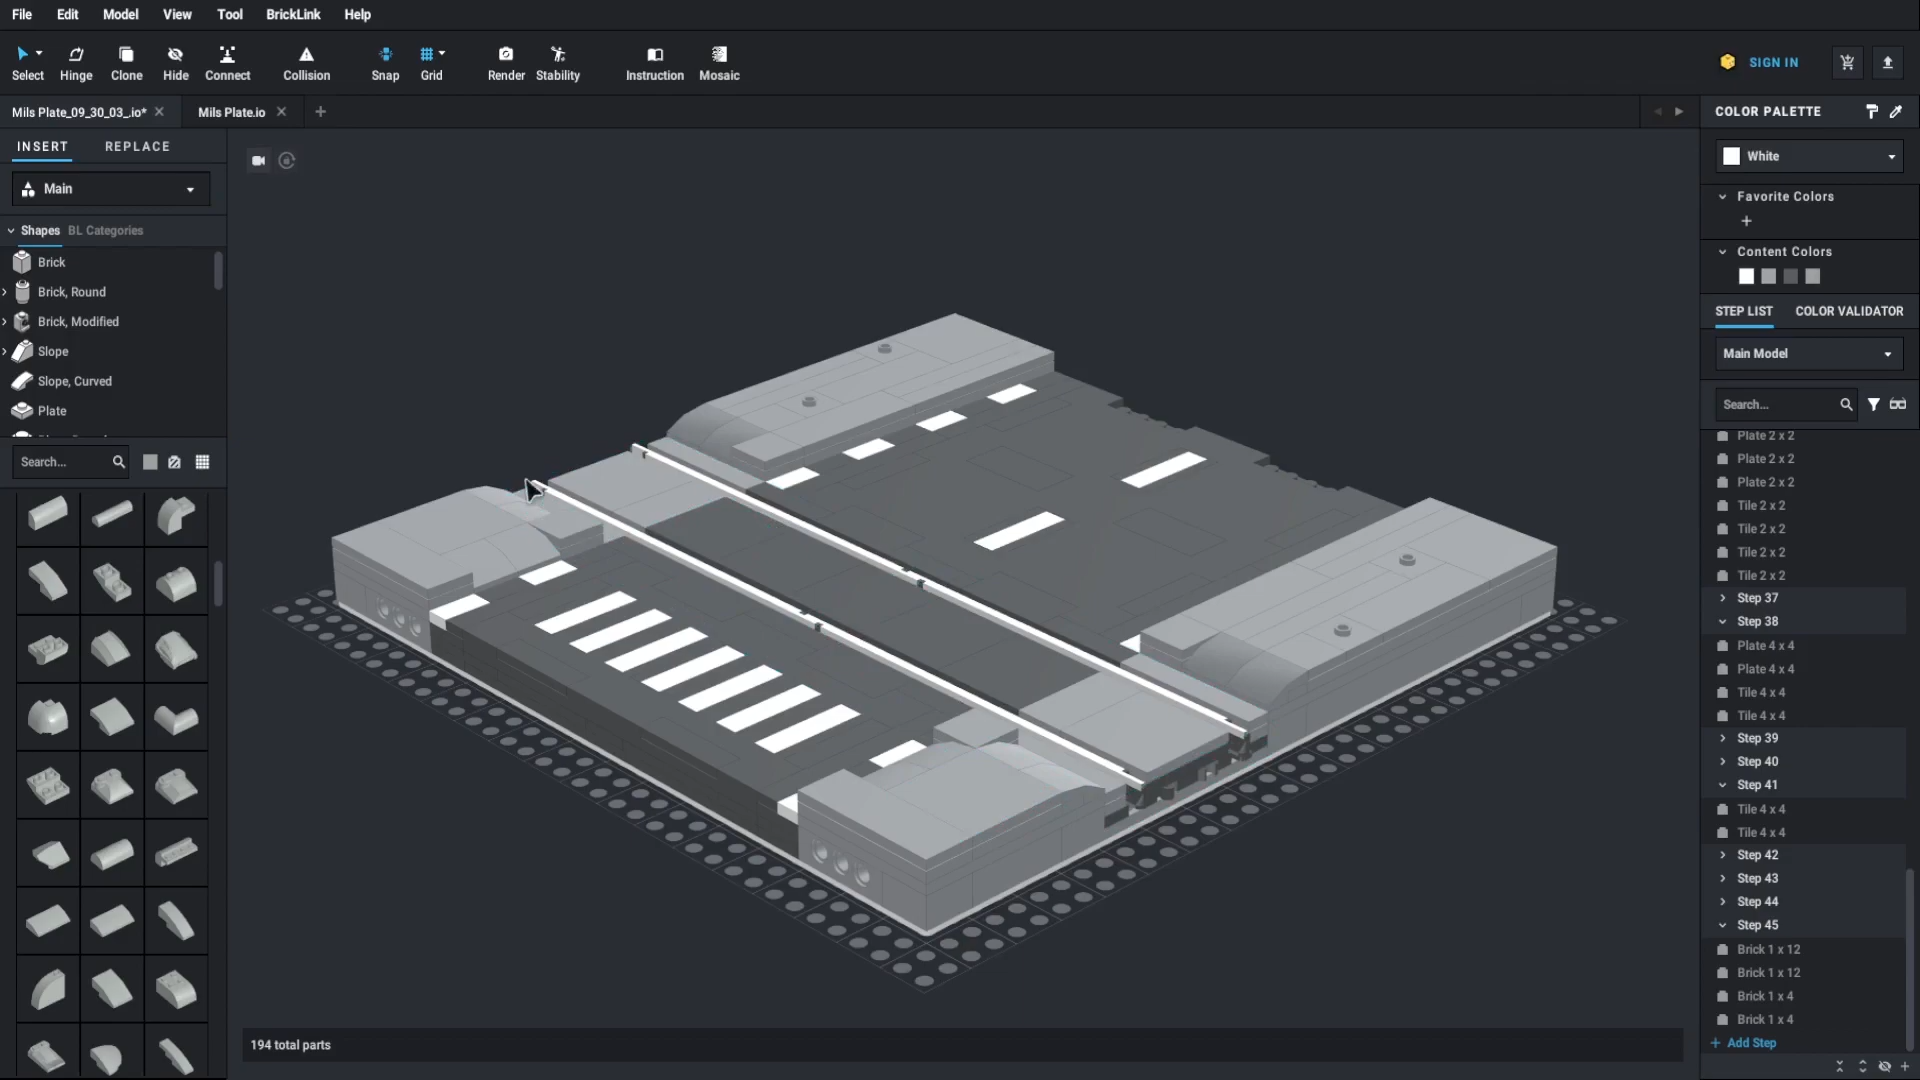 File Edit Model View Tool BrickLink Help
Select Hinge Clone Hide Connect Collision Snap Grid Render Stability Instruction Mosaic
SIGN IN
Mils Plate_09_30_03_.io*
Mils Plate.io
INSERT REPLACE
Main
Shapes BL Categories
Brick
Brick, Round
Brick, Modified
Slope
Slope, Curved
Plate
Search...
194 total parts
COLOR PALETTE
White
Favorite Colors
Content Colors
STEP LIST COLOR VALIDATOR
Main Model
Search...
Plate 2 x 2
Plate 2 x 2
Plate 2 x 2
Tile 2 x 2
Tile 2 x 2
Tile 2 x 2
Tile 2 x 2
Step 37
Step 38
Plate 4 x 4
Plate 4 x 4
Tile 4 x 4
Tile 4 x 4
Step 39
Step 40
Step 41
Tile 4 x 4
Tile 4 x 4
Step 42
Step 43
Step 44
Step 45
Brick 1 x 12
Brick 1 x 12
Brick 1 x 4
Brick 1 x 4
+ Add Step